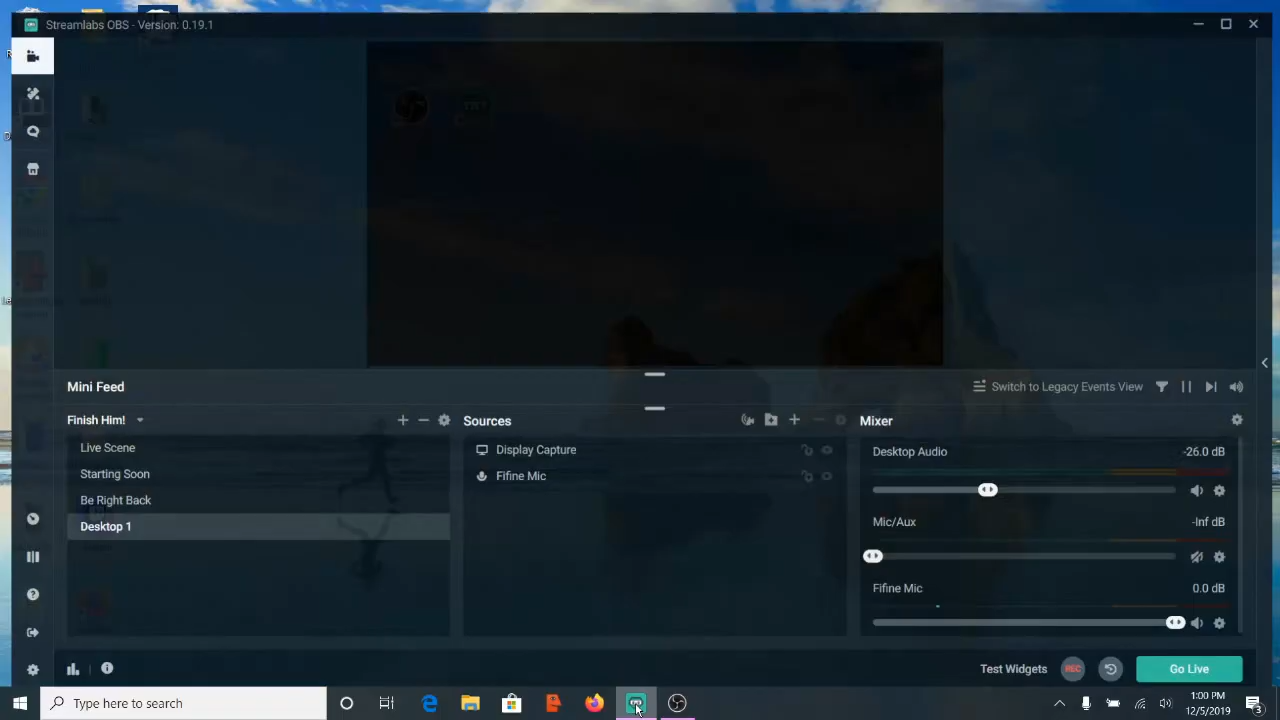 Streamlabs OBS - Version: 0.19.1
Mini Feed
Switch to Legacy Events View
Finish Him!
Live Scene
Starting Soon
Be Right Back
Desktop 1
Sources
Display Capture
Fifine Mic
Mixer
Desktop Audio -26.0 dB
Mic/Aux -Inf dB
Fifine Mic 0.0 dB
Test Widgets REC Go Live
Type here to search
1:00 PM
12/5/2019
3